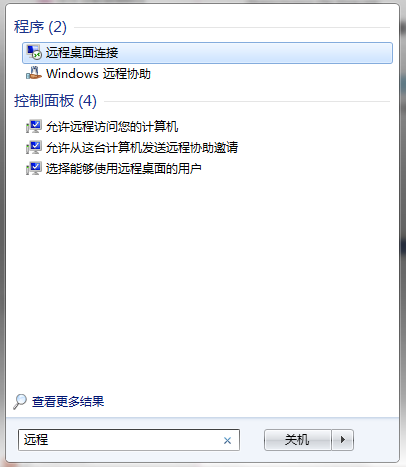 程序 (2)
远程桌面连接
Windows 远程协助
控制面板 (4)
允许远程访问您的计算机
允许从这台计算机发送远程协助邀请
选择能够使用远程桌面的用户
查看更多结果
远程
关机